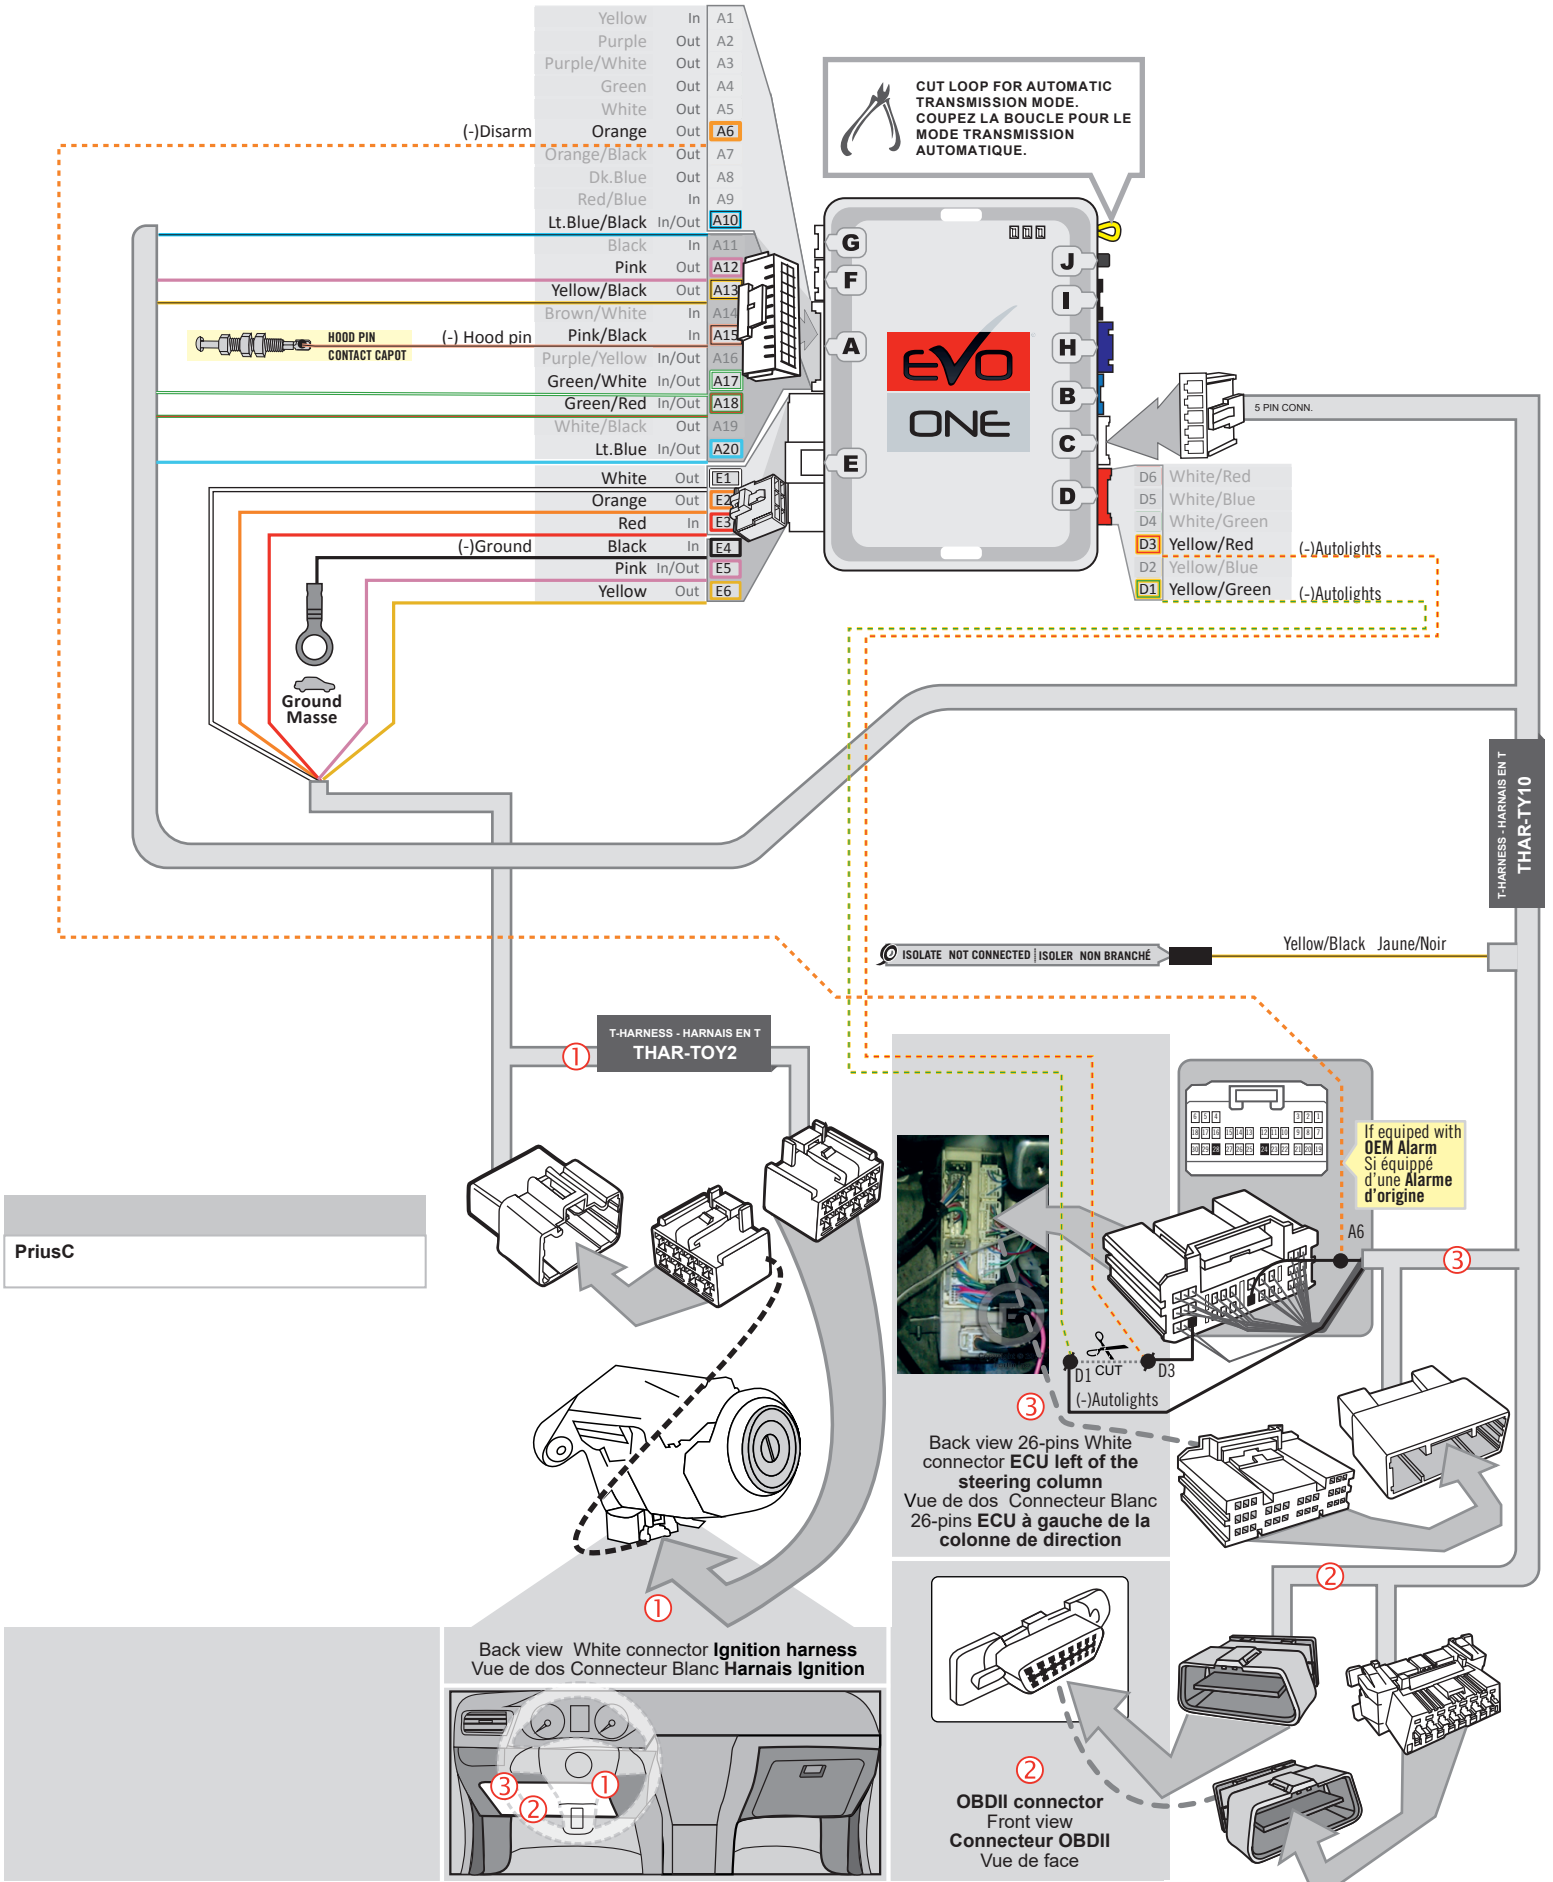 Yellow In A1
Purple Out A2
Purple/White Out A3
Green Out A4
White Out A5
(-)Disarm Orange Out A6
Orange/Black Out A7
Dk.Blue Out A8
Red/Blue In A9
Lt.Blue/Black In/Out A10
Black In A11
Pink Out A12
Yellow/Black Out A13
Brown/White In A14
(-) Hood pin Pink/Black In A15
Purple/Yellow In/Out A16
Green/White In/Out A17
Green/Red In/Out A18
White/Black Out A19
Lt.Blue In/Out A20
White Out E1
Orange Out E2
Red In E3
(-)Ground Black In E4
Pink In/Out E5
Yellow Out E6
HOOD PIN
CONTACT CAPOT
Ground
Masse
CUT LOOP FOR AUTOMATIC
TRANSMISSION MODE.
COUPEZ LA BOUCLE POUR LE
MODE TRANSMISSION
AUTOMATIQUE.
G
F
A
E
J
I
H
B
C
D
EVO
ONE
5 PIN CONN.
D6 White/Red
D5 White/Blue
D4 White/Green
D3 Yellow/Red (-)Autolights
D2 Yellow/Blue
D1 Yellow/Green (-)Autolights
T-HARNESS - HARNAIS EN T
THAR-TY10
ISOLATE NOT CONNECTED ISOLER NON BRANCHÉ
Yellow/Black Jaune/Noir
T-HARNESS - HARNAIS EN T
THAR-TOY2
1
If equiped with
OEM Alarm
Si équippé
d'une Alarme
d'origine
A6
3
PriusC
E
D1 CUT D3
(-)Autolights
3
Back view 26-pins White
connector ECU left of the
steering column
Vue de dos Connecteur Blanc
26-pins ECU à gauche de la
colonne de direction
1
Back view White connector Ignition harness
Vue de dos Connecteur Blanc Harnais Ignition
3
2
1
2
2
OBDII connector
Front view
Connecteur OBDII
Vue de face